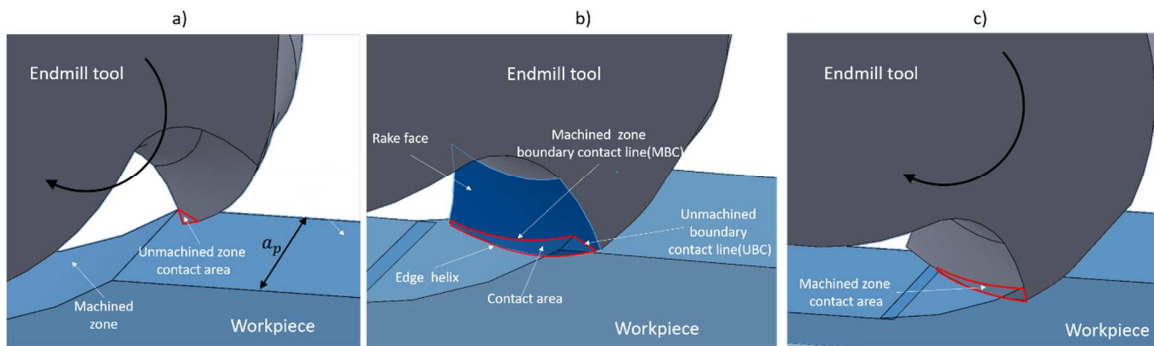 a)
Endmill tool
Unmachined zone
contact area
aₚ
Machined
zone
Workpiece
b)
Endmill tool
Rake face
Machined zone
boundary contact line(MBC)
Unmachined
boundary
contact line(UBC)
Edge helix
Contact area
Workpiece
c)
Endmill tool
Machined zone
contact area
Workpiece